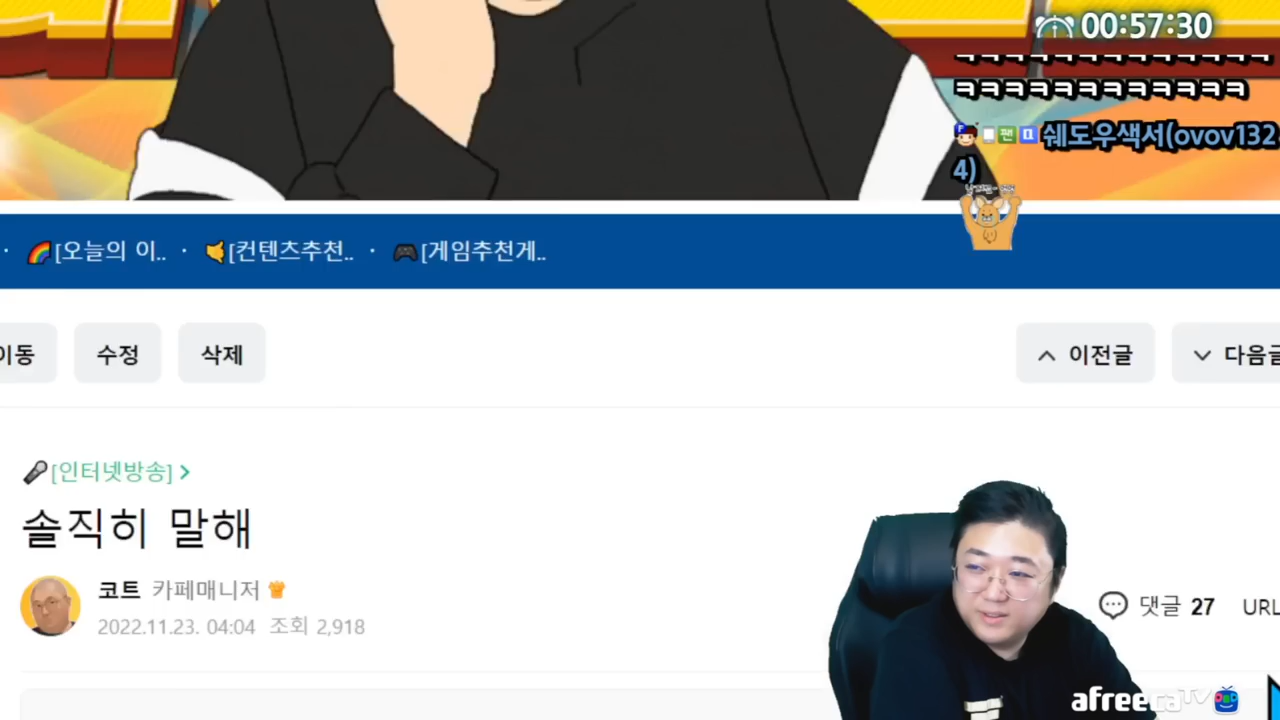 00:57:30
ㅋㅋㅋㅋㅋㅋㅋㅋㅋㅋㅋㅋㅋ
ㅋㅋㅋㅋㅋㅋㅋㅋㅋㅋㅋㅋ
팬 쉐도우색서(ovov132
4)
· [오늘의 이.. · [컨텐츠추천.. · [게임추천게..
이동 수정 삭제 이전글 다음글
[인터넷방송] >
솔직히 말해
코트 카페매니저
2022.11.23. 04:04 조회 2,918
댓글 27 URL
afreecaTV